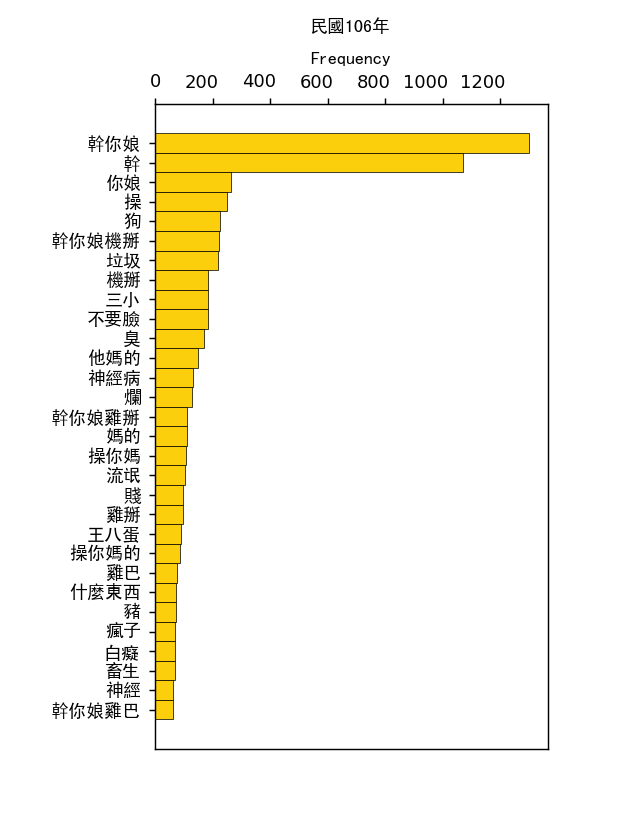 民國106年
Frequency
0 200 400 600 800 1000 1200
幹你娘
幹
你娘
操
狗
幹你娘機掰
垃圾
機掰
三小
不要臉
臭
他媽的
神經病
爛
幹你娘雞掰
媽的
操你媽
流氓
賤
雞掰
王八蛋
操你媽的
雞巴
什麼東西
豬
瘋子
白癡
畜生
神經
幹你娘雞巴